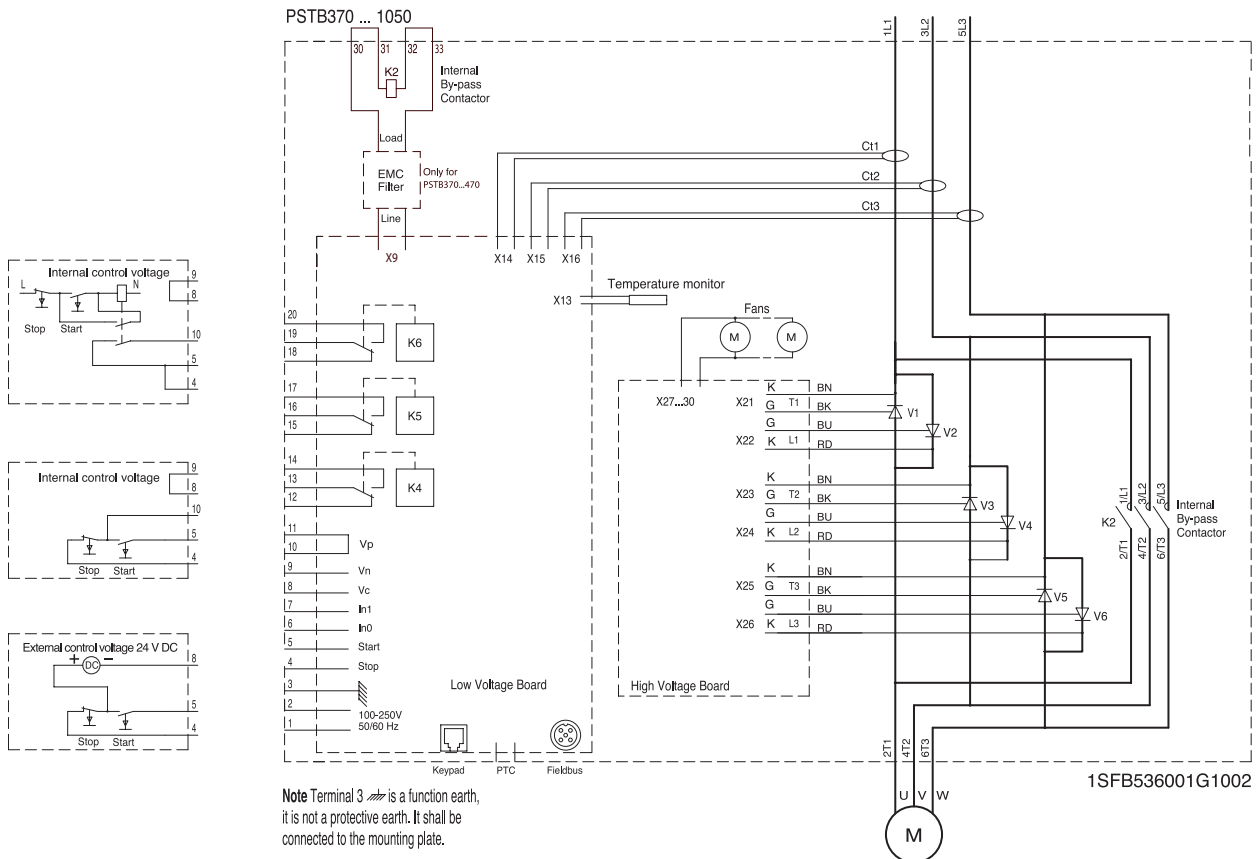 PSTB370 ... 1050
1L1
3L2
5L3
30
31
32
33
K2
Internal
By-pass
Contactor
Load
EMC
Filter
Only for
PSTB370...470
Line
Ct1
Ct2
Ct3
X9
X14
X15
X16
X13
Temperature monitor
Fans
M
M
Internal control voltage
L
N
Stop
Start
9
8
10
5
4
Internal control voltage
9
8
10
5
4
Stop
Start
External control voltage 24 V DC
+
DC
−
8
5
4
Stop
Start
20
19
18
K6
17
16
15
K5
14
13
12
K4
11
10
Vp
9
Vn
8
Vc
7
In1
6
In0
5
Start
4
Stop
3
2
1
100-250V
50/60 Hz
Low Voltage Board
Keypad
PTC
Fieldbus
X27...30
X21
K
BN
G
T1
BK
G
BU
X22
K
L1
RD
V1
V2
K
BN
X23
G
T2
BK
G
BU
X24
K
L2
RD
V3
V4
K
BN
X25
G
T3
BK
G
BU
X26
K
L3
RD
V5
V6
High Voltage Board
K2
1/L1
3/L2
5/L3
2/T1
4/T2
6/T3
Internal
By-pass
Contactor
2T1
4T2
6T3
U
V
W
M
1SFB536001G1002
Note Terminal 3 is a function earth,
it is not a protective earth. It shall be
connected to the mounting plate.